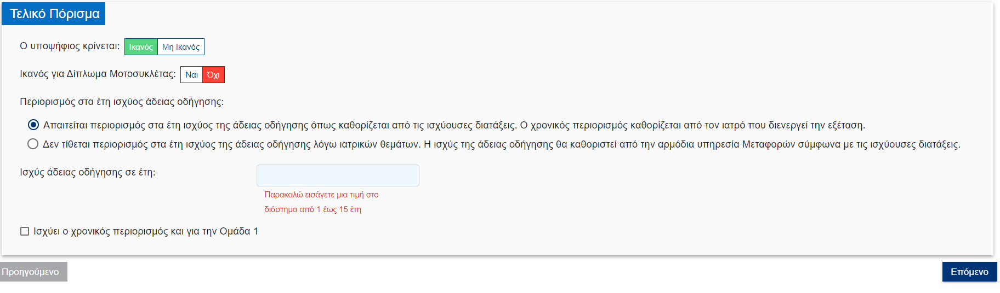 Τελικό Πόρισμα
Ο υποψήφιος κρίνεται: Ικανός Μη Ικανός
Ικανός για Δίπλωμα Μοτοσυκλέτας: Ναι Όχι
Περιορισμός στα έτη ισχύος άδειας οδήγησης:
Απαιτείται περιορισμός στα έτη ισχύος της άδειας οδήγησης όπως καθορίζεται από τις ισχύουσες διατάξεις. Ο χρονικός περιορισμός καθορίζεται από τον ιατρό που διενεργεί την εξέταση.
Δεν τίθεται περιορισμός στα έτη ισχύος της άδειας οδήγησης λόγω ιατρικών θεμάτων. Η ισχύς της άδειας οδήγησης θα καθοριστεί από την αρμόδια υπηρεσία Μεταφορών σύμφωνα με τις ισχύουσες διατάξεις.
Ισχύς άδειας οδήγησης σε έτη:
Παρακαλώ εισάγετε μια τιμή στο
διάστημα από 1 έως 15 έτη
Ισχύει ο χρονικός περιορισμός και για την Ομάδα 1
Προηγούμενο Επόμενο